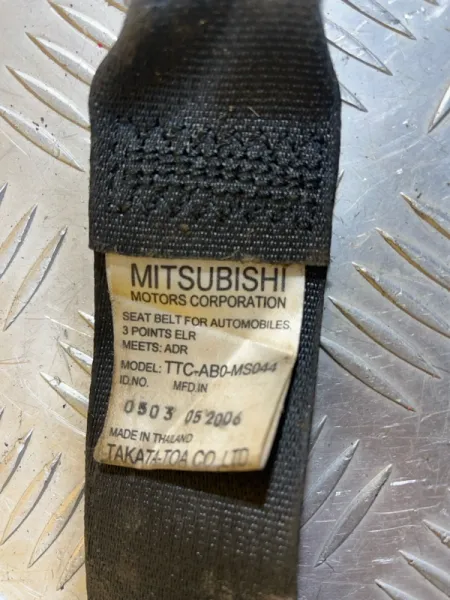 MITSUBISHI
MOTORS CORPORATION
SEAT BELT FOR AUTOMOBILES
3 POINTS ELR
MEETS: ADR
MODEL: TTC-AB0-MS044
ID.NO. MFD.IN
0503 05 2006
MADE IN THAILAND
TAKATA-TOA CO.,LTD